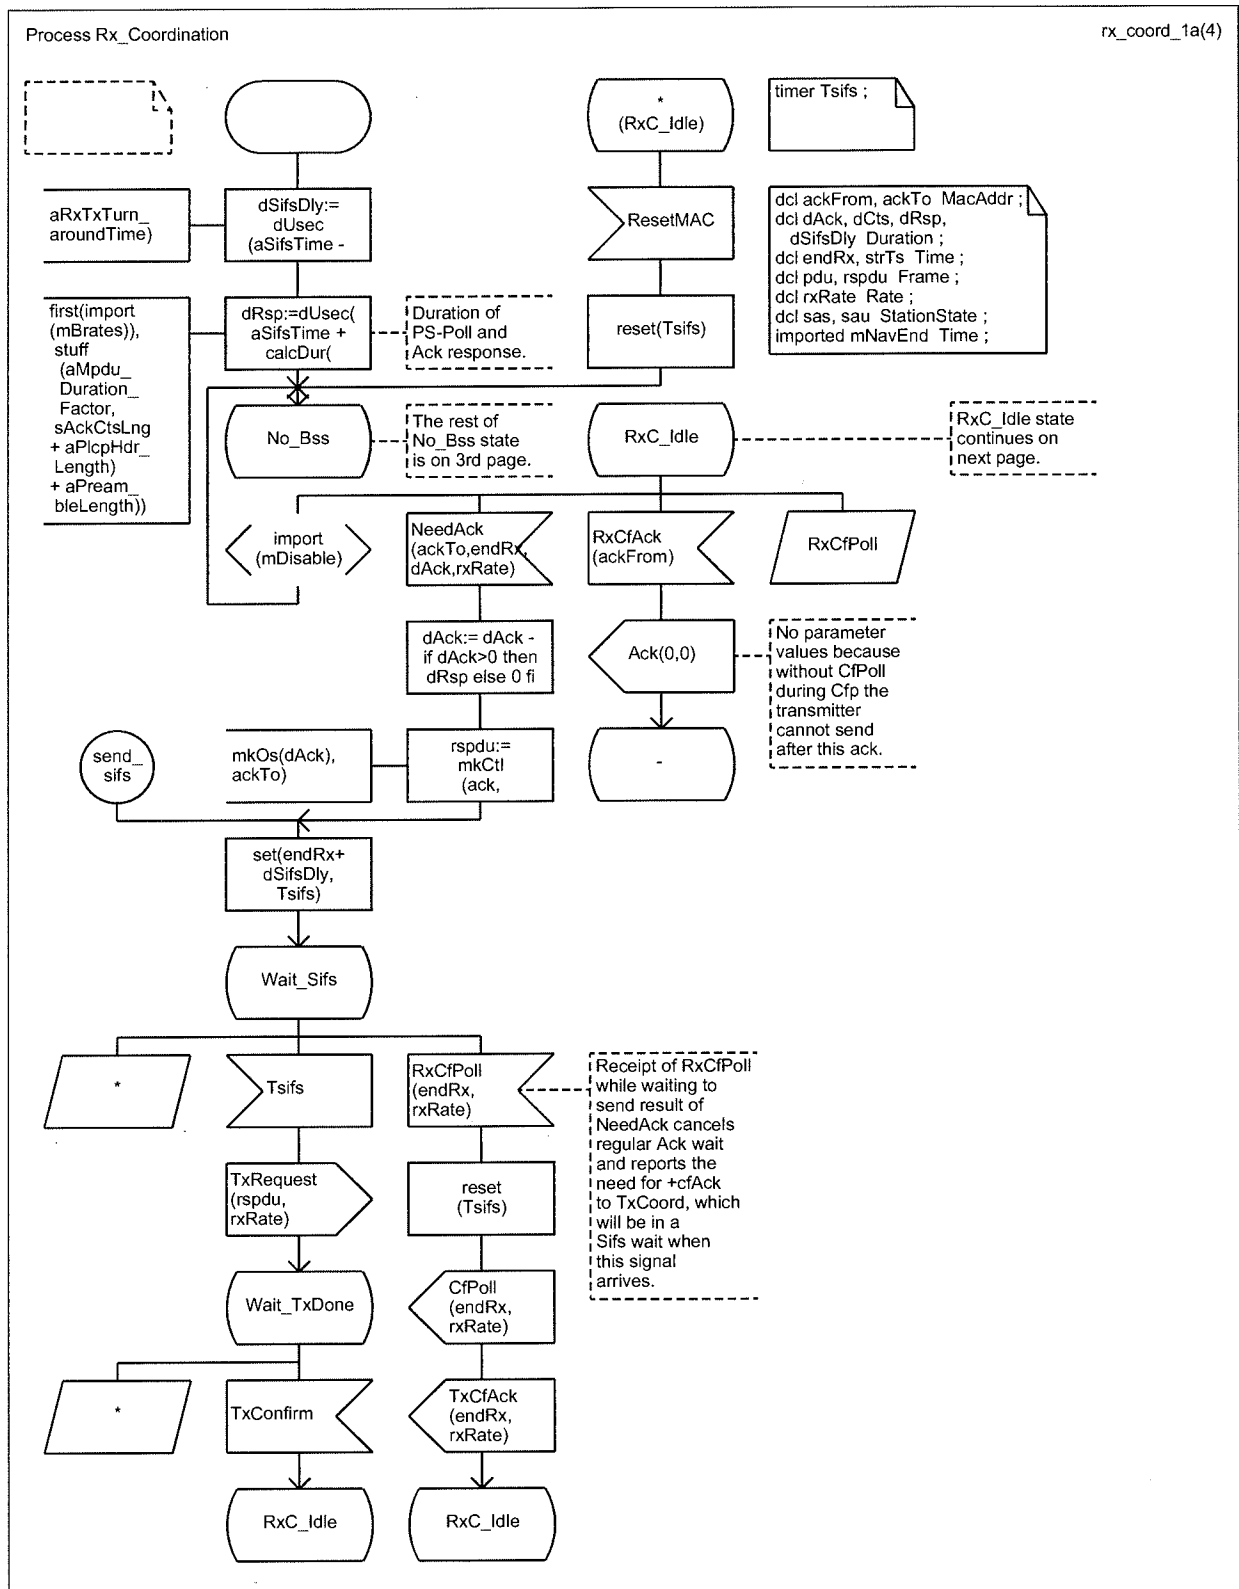 Process Rx_Coordination
rx_coord_1a(4)
*
(RxC_Idle)
timer Tsifs ;
aRxTxTurn_
aroundTime)
dSifsDly:=
dUsec
(aSifsTime -
ResetMAC
dcl ackFrom, ackTo MacAddr ;
dcl dAck, dCts, dRsp,
dSifsDly Duration ;
dcl endRx, strTs Time ;
dcl pdu, rspdu Frame ;
dcl rxRate Rate ;
dcl sas, sau StationState ;
imported mNavEnd Time ;
first(import
(mBrates)),
stuff
(aMpdu_
Duration_
Factor,
sAckCtsLng
+ aPlcpHdr_
Length)
+ aPream_
bleLength))
dRsp:=dUsec(
aSifsTime +
calcDur(
Duration of
PS-Poll and
Ack response.
reset(Tsifs)
No_Bss
The rest of
No_Bss state
is on 3rd page.
RxC_Idle
RxC_Idle state
continues on
next page.
import
(mDisable)
NeedAck
(ackTo,endRx,
dAck,rxRate)
RxCfAck
(ackFrom)
RxCfPoll
dAck:= dAck -
if dAck>0 then
dRsp else 0 fi
Ack(0,0)
No parameter
values because
without CfPoll
during Cfp the
transmitter
cannot send
after this ack.
send_
sifs
mkOs(dAck),
ackTo)
rspdu:=
mkCtl
(ack,
-
set(endRx+
dSifsDly,
Tsifs)
Wait_Sifs
*
Tsifs
RxCfPoll
(endRx,
rxRate)
Receipt of RxCfPoll
while waiting to
send result of
NeedAck cancels
regular Ack wait
and reports the
need for +cfAck
to TxCoord, which
will be in a
Sifs wait when
this signal
arrives.
TxRequest
(rspdu,
rxRate)
reset
(Tsifs)
Wait_TxDone
CfPoll
(endRx,
rxRate)
*
TxConfirm
TxCfAck
(endRx,
rxRate)
RxC_Idle
RxC_Idle